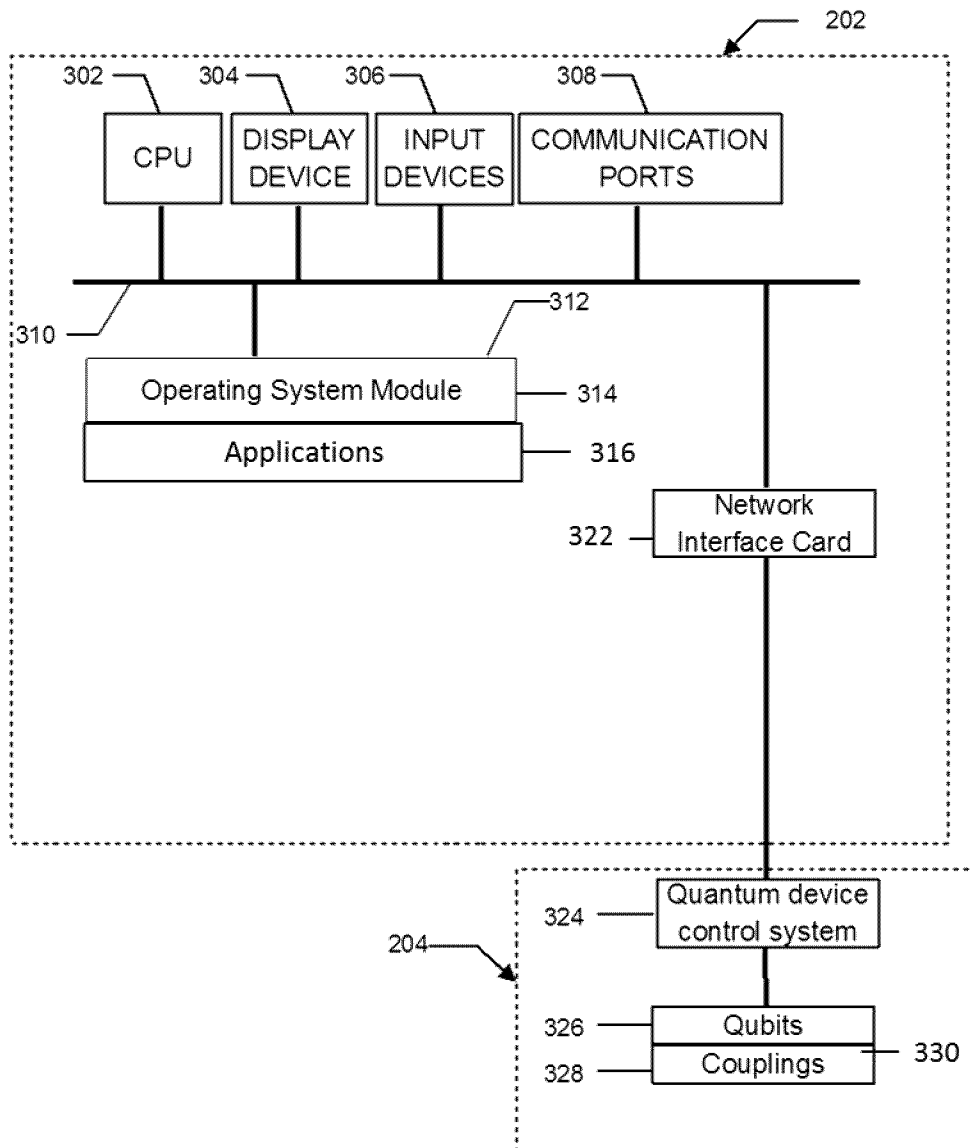 202
302
304
306
308
CPU
DISPLAY
DEVICE
INPUT
DEVICES
COMMUNICATION
PORTS
310
312
Operating System Module
314
Applications
316
322
Network
Interface Card
204
324
Quantum device
control system
326
Qubits
328
Couplings
330